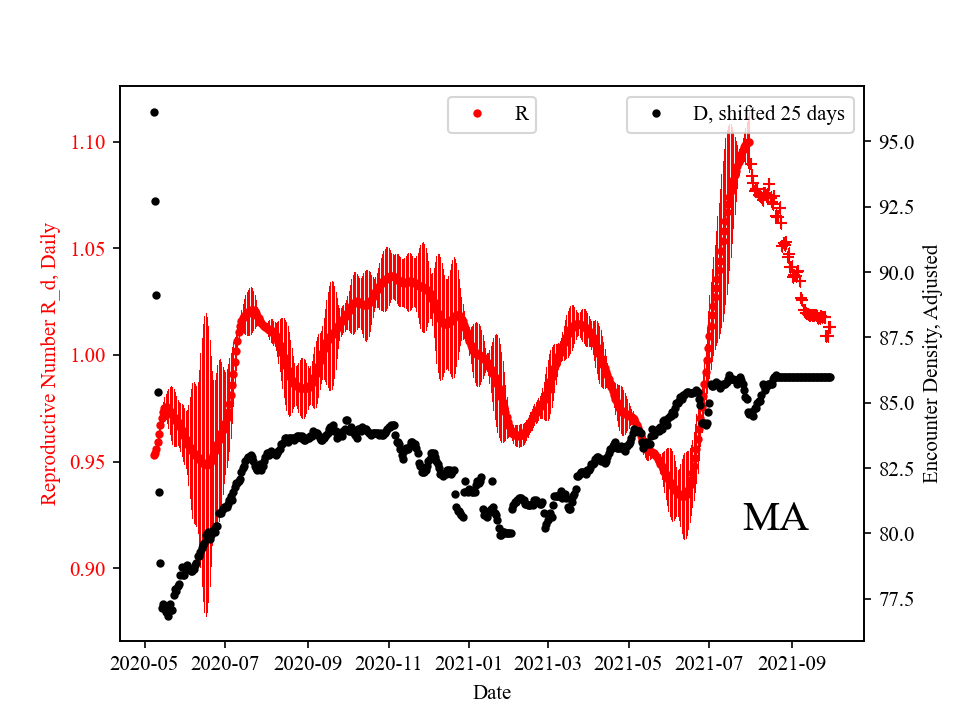 R
D, shifted 25 days
1.10
1.05
1.00
0.95
0.90
Reproductive Number R_d, Daily
95.0
92.5
90.0
87.5
85.0
82.5
80.0
77.5
Encounter Density, Adjusted
MA
2020-05 2020-07 2020-09 2020-11 2021-01 2021-03 2021-05 2021-07 2021-09
Date